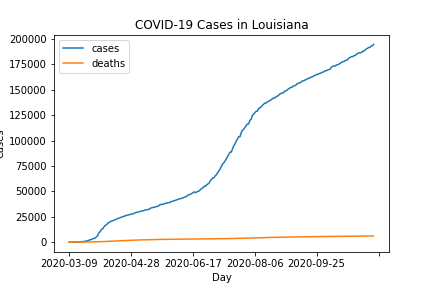 COVID-19 Cases in Louisiana
cases
deaths
200000
175000
150000
125000
100000
75000
50000
25000
0
cases
2020-03-09 2020-04-28 2020-06-17 2020-08-06 2020-09-25
Day